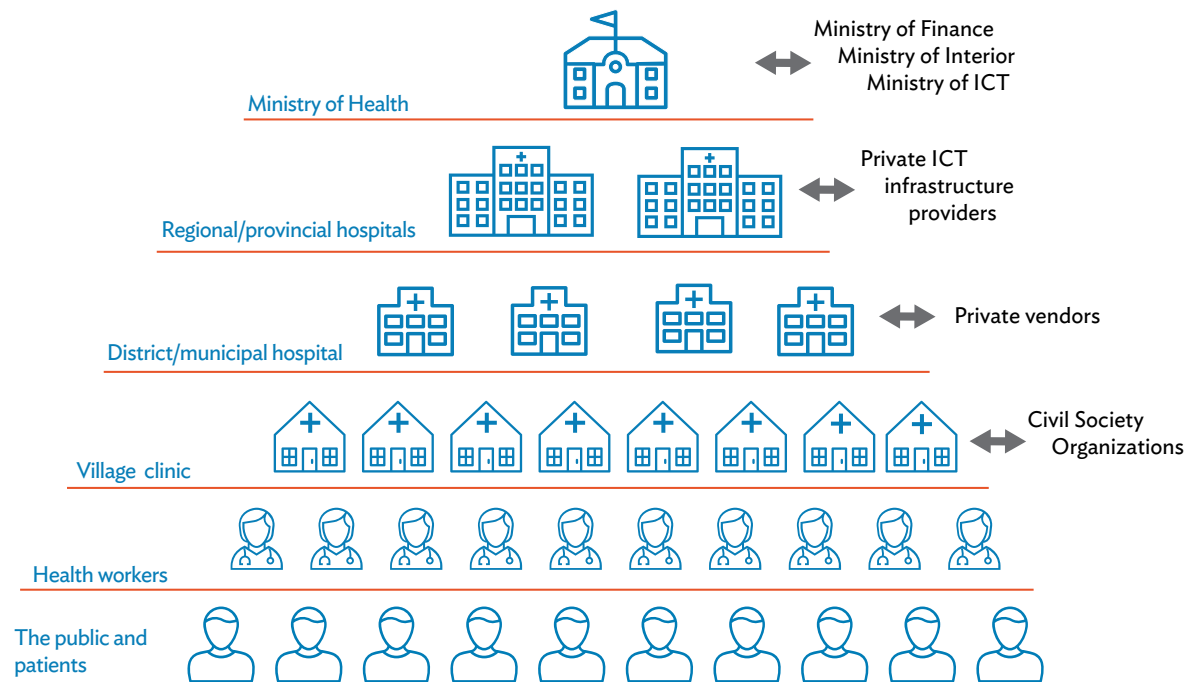 Ministry of Finance
Ministry of Interior
Ministry of ICT
Ministry of Health
Private ICT
infrastructure
providers
Regional/provincial hospitals
Private vendors
District/municipal hospital
Civil Society
Organizations
Village clinic
Health workers
The public and
patients